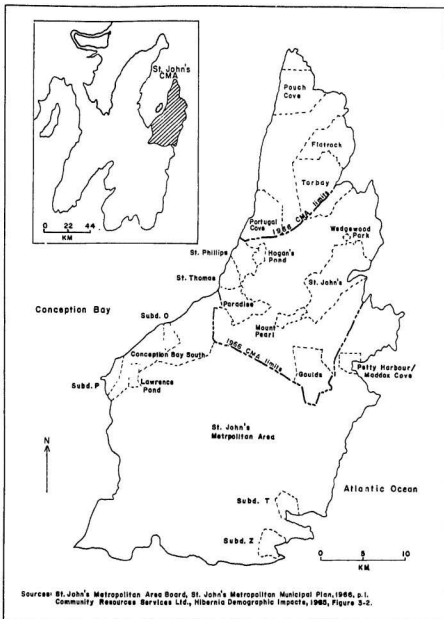 St. John's
CMA
0 22 44
KM
Pouch
Cove
Flatrock
Torbay
Portugal
Cove
1966 CMA limits
Wedgewood
Park
St. Phillips
Hogan's
Pond
St. Thomas
St. John's
Paradise
Conception Bay
Subd. O
Mount
Pearl
Conception Bay South
1966 CMA limits
Petty Harbour/
Maddox Cove
Goulds
Subd. P
Lawrence
Pond
N
St. John's
Metrpolitan Area
Atlantic Ocean
Subd. T
Subd. Z
0 5 10
KM
Sources: St. John's Metropolitan Area Board, St. John's Metropolitan Municipal Plan, 1966, p.1.
Community Resources Services Ltd., Hibernia Demographic Impacts, 1985, Figure 3-2.